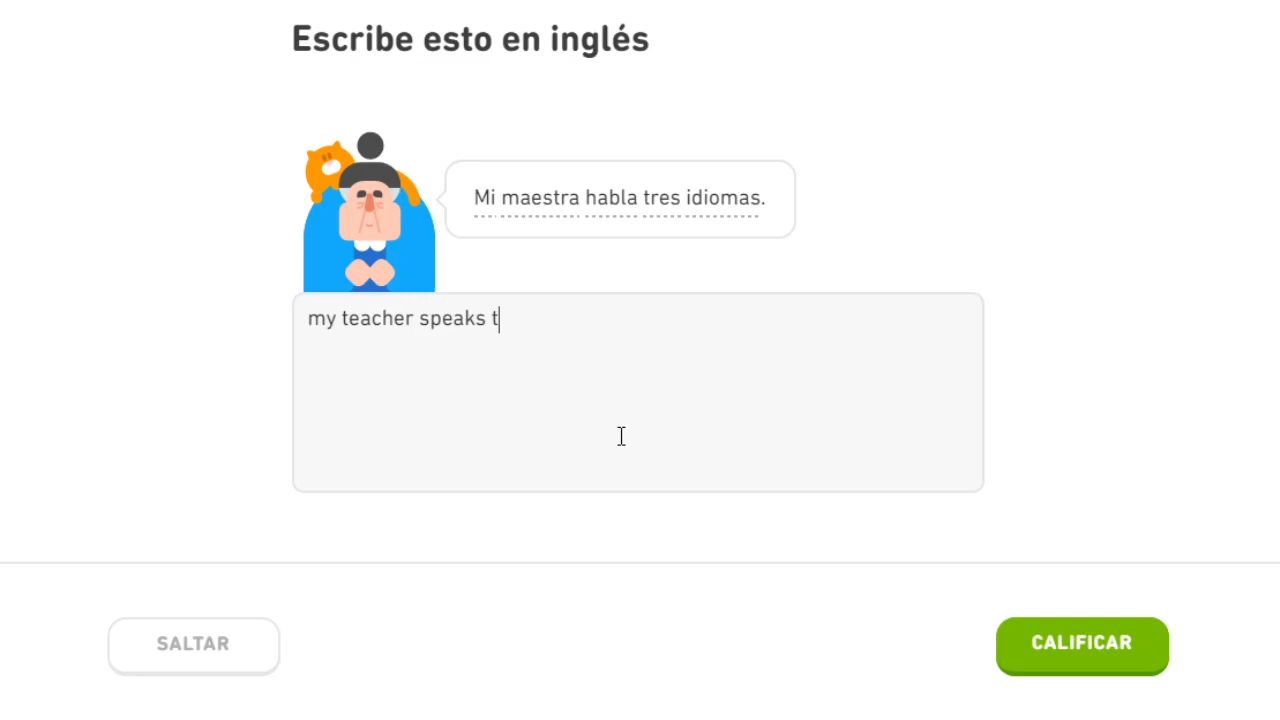 Escribe esto en inglés
Mi maestra habla tres idiomas.
my teacher speaks t
SALTAR
CALIFICAR